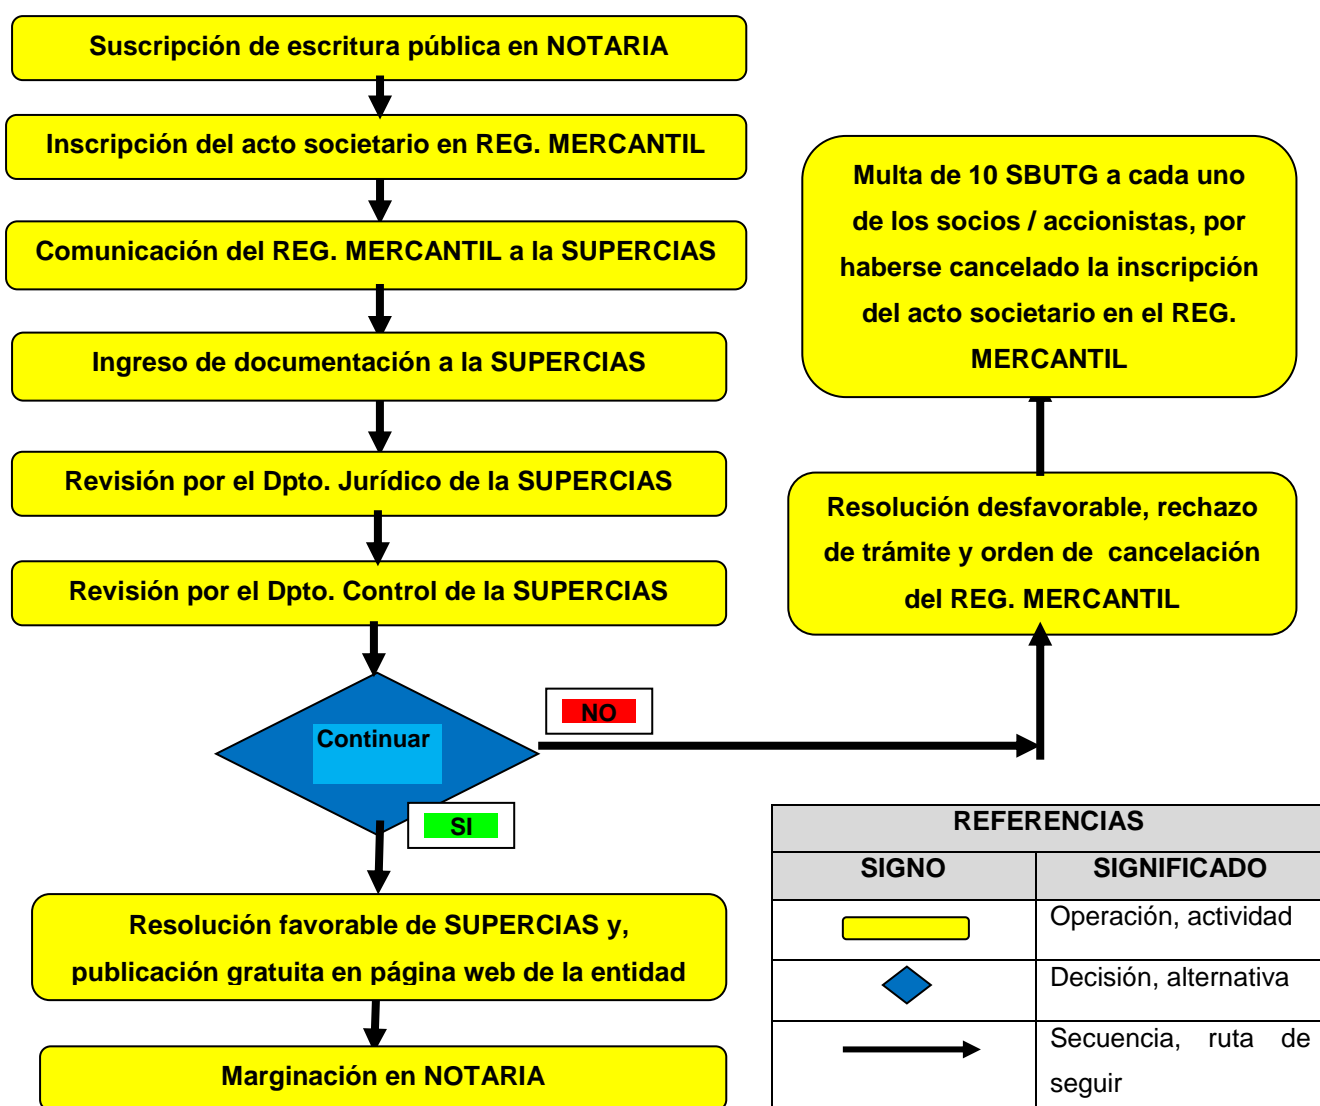 Suscripción de escritura pública en NOTARIA
Inscripción del acto societario en REG. MERCANTIL
Comunicación del REG. MERCANTIL a la SUPERCIAS
Ingreso de documentación a la SUPERCIAS
Revisión por el Dpto. Jurídico de la SUPERCIAS
Revisión por el Dpto. Control de la SUPERCIAS
Continuar
NO
SI
Resolución favorable de SUPERCIAS y,
publicación gratuita en página web de la entidad
Marginación en NOTARIA
Multa de 10 SBUTG a cada uno
de los socios / accionistas, por
haberse cancelado la inscripción
del acto societario en el REG.
MERCANTIL
Resolución desfavorable, rechazo
de trámite y orden de cancelación
del REG. MERCANTIL
REFERENCIAS
SIGNO SIGNIFICADO
Operación, actividad
Decisión, alternativa
Secuencia, ruta de
seguir